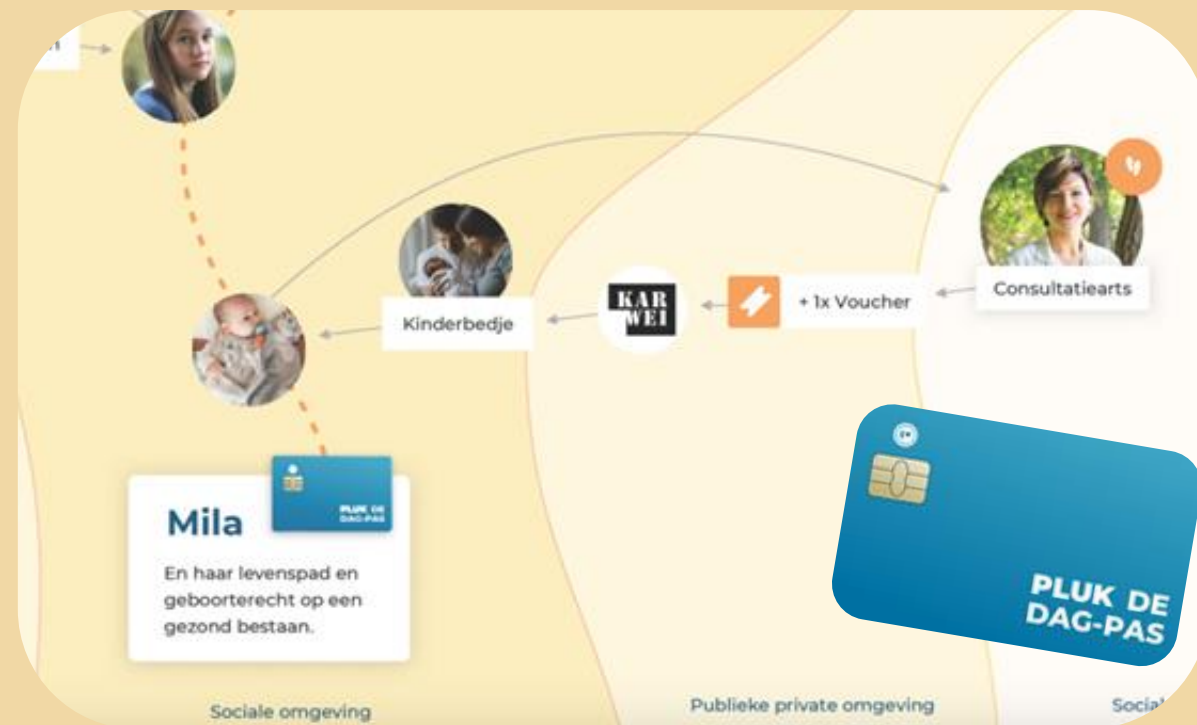 Consultatiearts
+ 1x Voucher
KAR
WEI
Kinderbedje
PLUK DE
DAG-PAS
Mila
En haar levenspad en
geboorterecht op een
gezond bestaan.
PLUK DE
DAG-PAS
Sociale omgeving
Publieke private omgeving